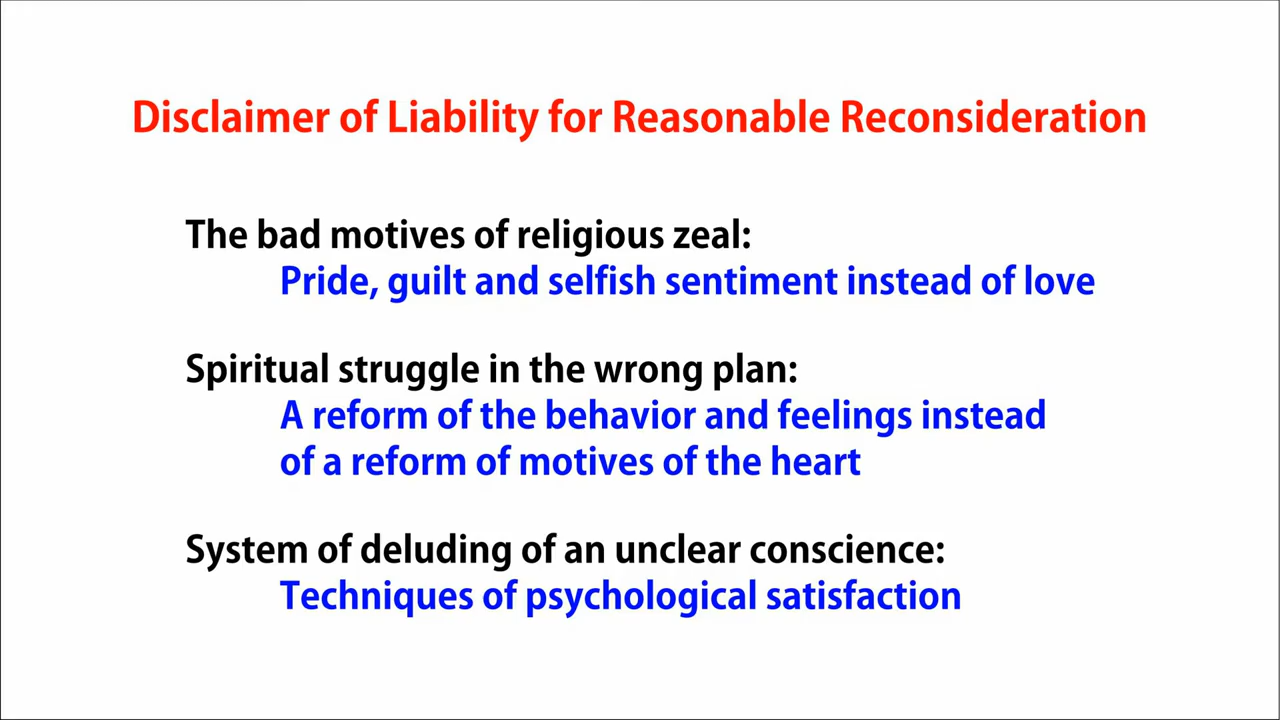 Disclaimer of Liability for Reasonable Reconsideration
The bad motives of religious zeal:
Pride, guilt and selfish sentiment instead of love
Spiritual struggle in the wrong plan:
A reform of the behavior and feelings instead
of a reform of motives of the heart
System of deluding of an unclear conscience:
Techniques of psychological satisfaction